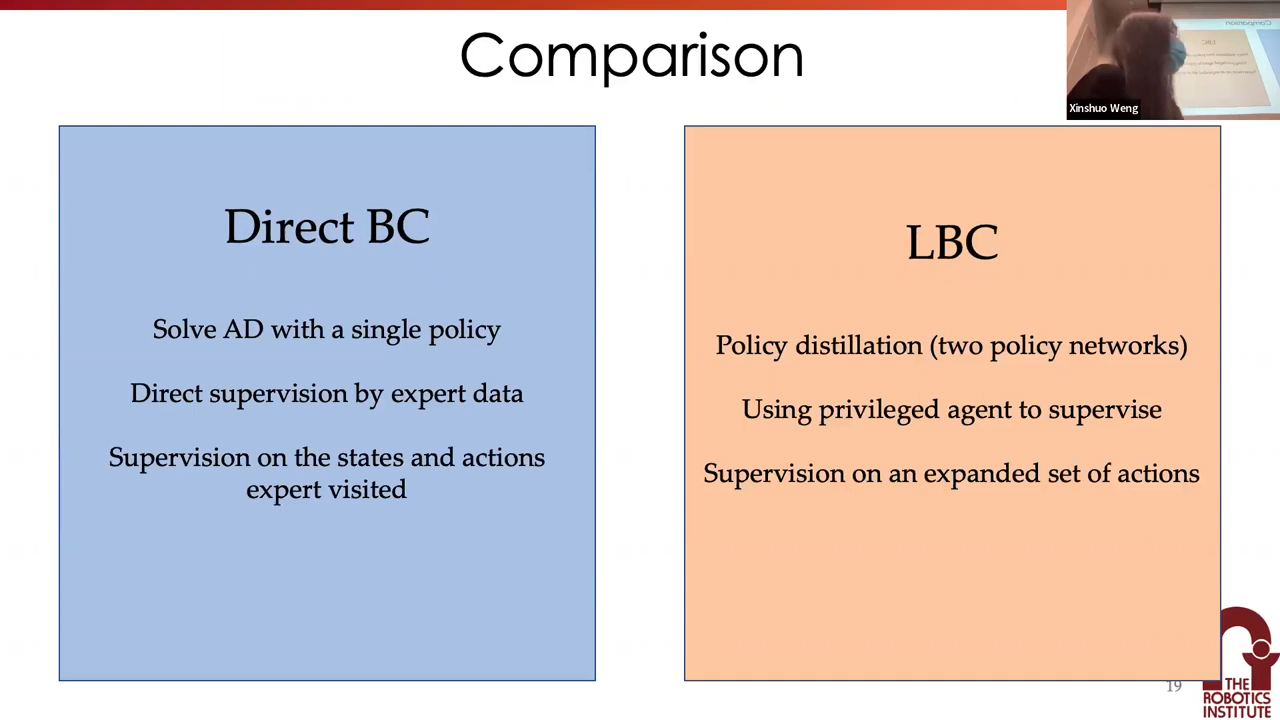 Comparison
Xinshuo Weng
Direct BC
Solve AD with a single policy
Direct supervision by expert data
Supervision on the states and actions
expert visited
LBC
Policy distillation (two policy networks)
Using privileged agent to supervise
Supervision on an expanded set of actions
19
THE
ROBOTICS
INSTITUTE